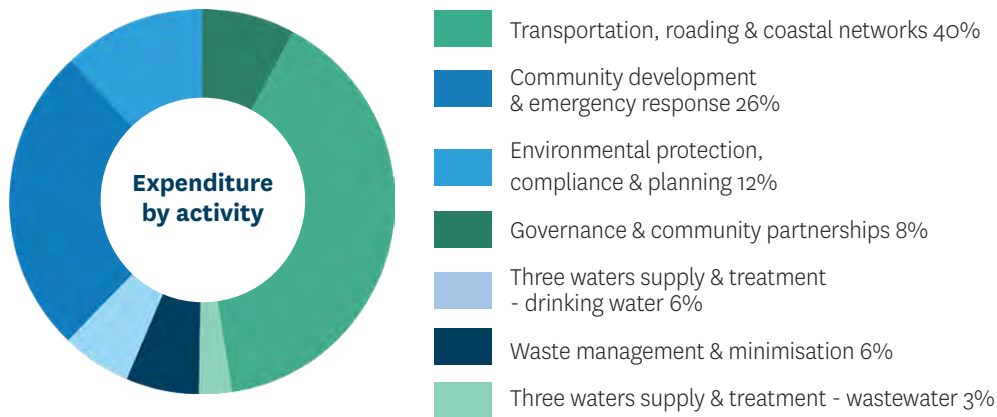 Expenditure
by activity
Transportation, roading & coastal networks 40%
Community development
& emergency response 26%
Environmental protection,
compliance & planning 12%
Governance & community partnerships 8%
Three waters supply & treatment
- drinking water 6%
Waste management & minimisation 6%
Three waters supply & treatment - wastewater 3%